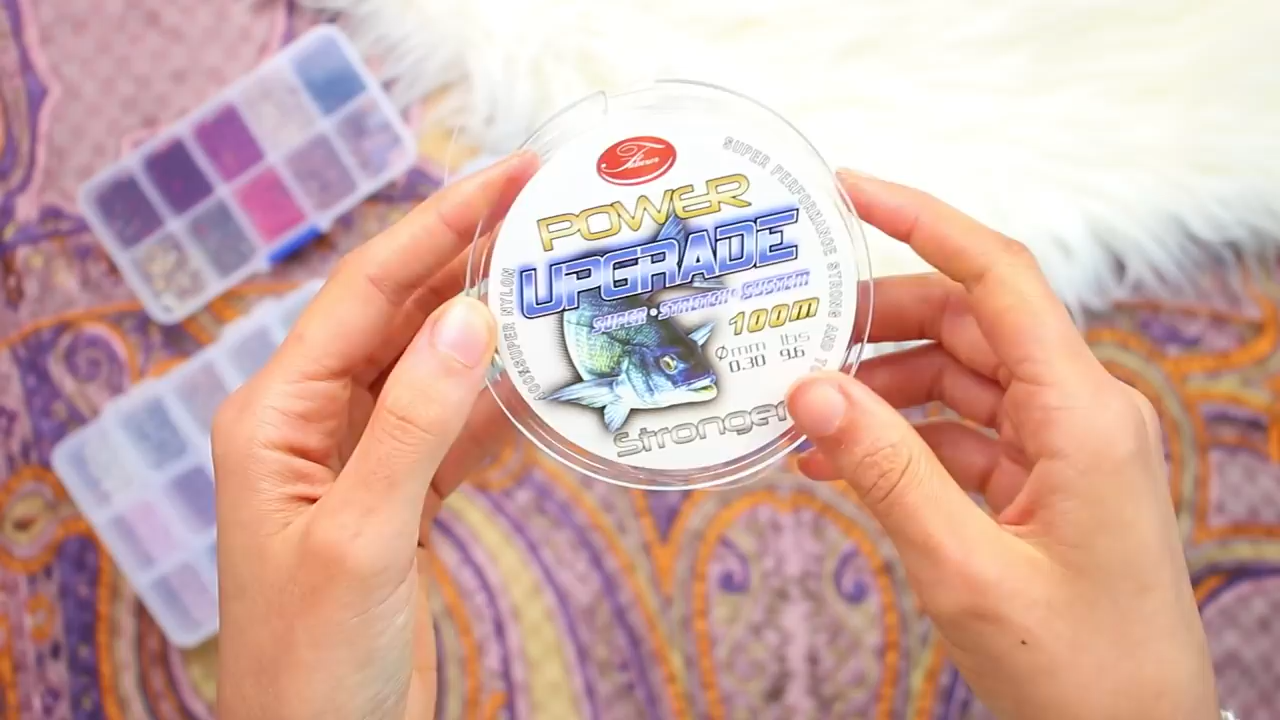 POWER
UPGRADE
SUPER • STRETCH • SYSTEM
100m
Ømm lbs
0.30 9.6
Stronger
SUPER PERFORMANCE STRONG AND
100%SUPER NYLON